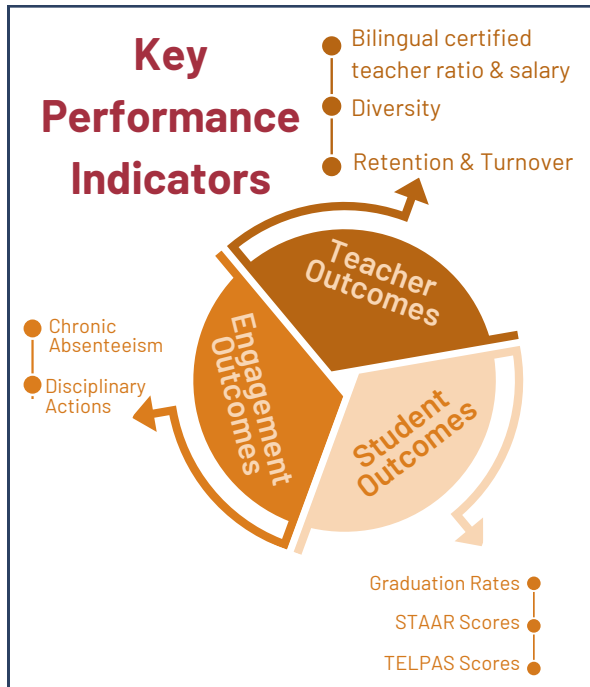 Key
Performance
Indicators
Bilingual certified
teacher ratio & salary
Diversity
Retention & Turnover
Teacher
Outcomes
Chronic
Absenteeism
Disciplinary
Actions
Engagement
Outcomes
Student
Outcomes
Graduation Rates
STAAR Scores
TELPAS Scores